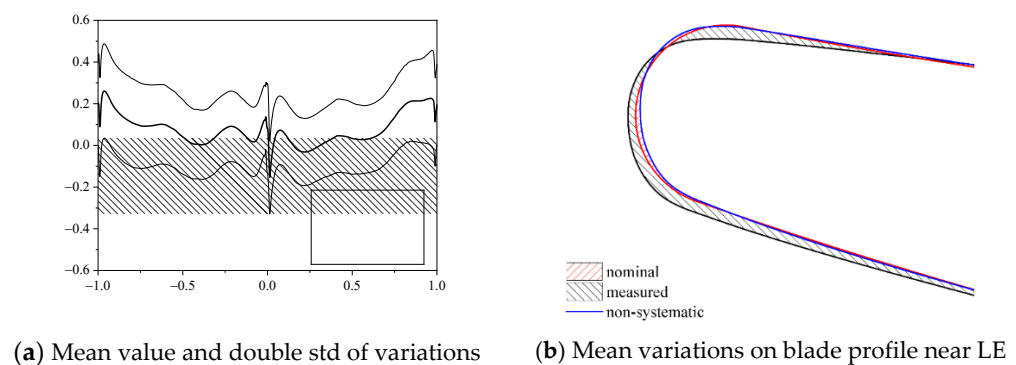 0.6
0.4
0.2
0.0
−0.2
−0.4
−0.6
−1.0 −0.5 0.0 0.5 1.0
nominal
measured
non-systematic
(a) Mean value and double std of variations
(b) Mean variations on blade profile near LE